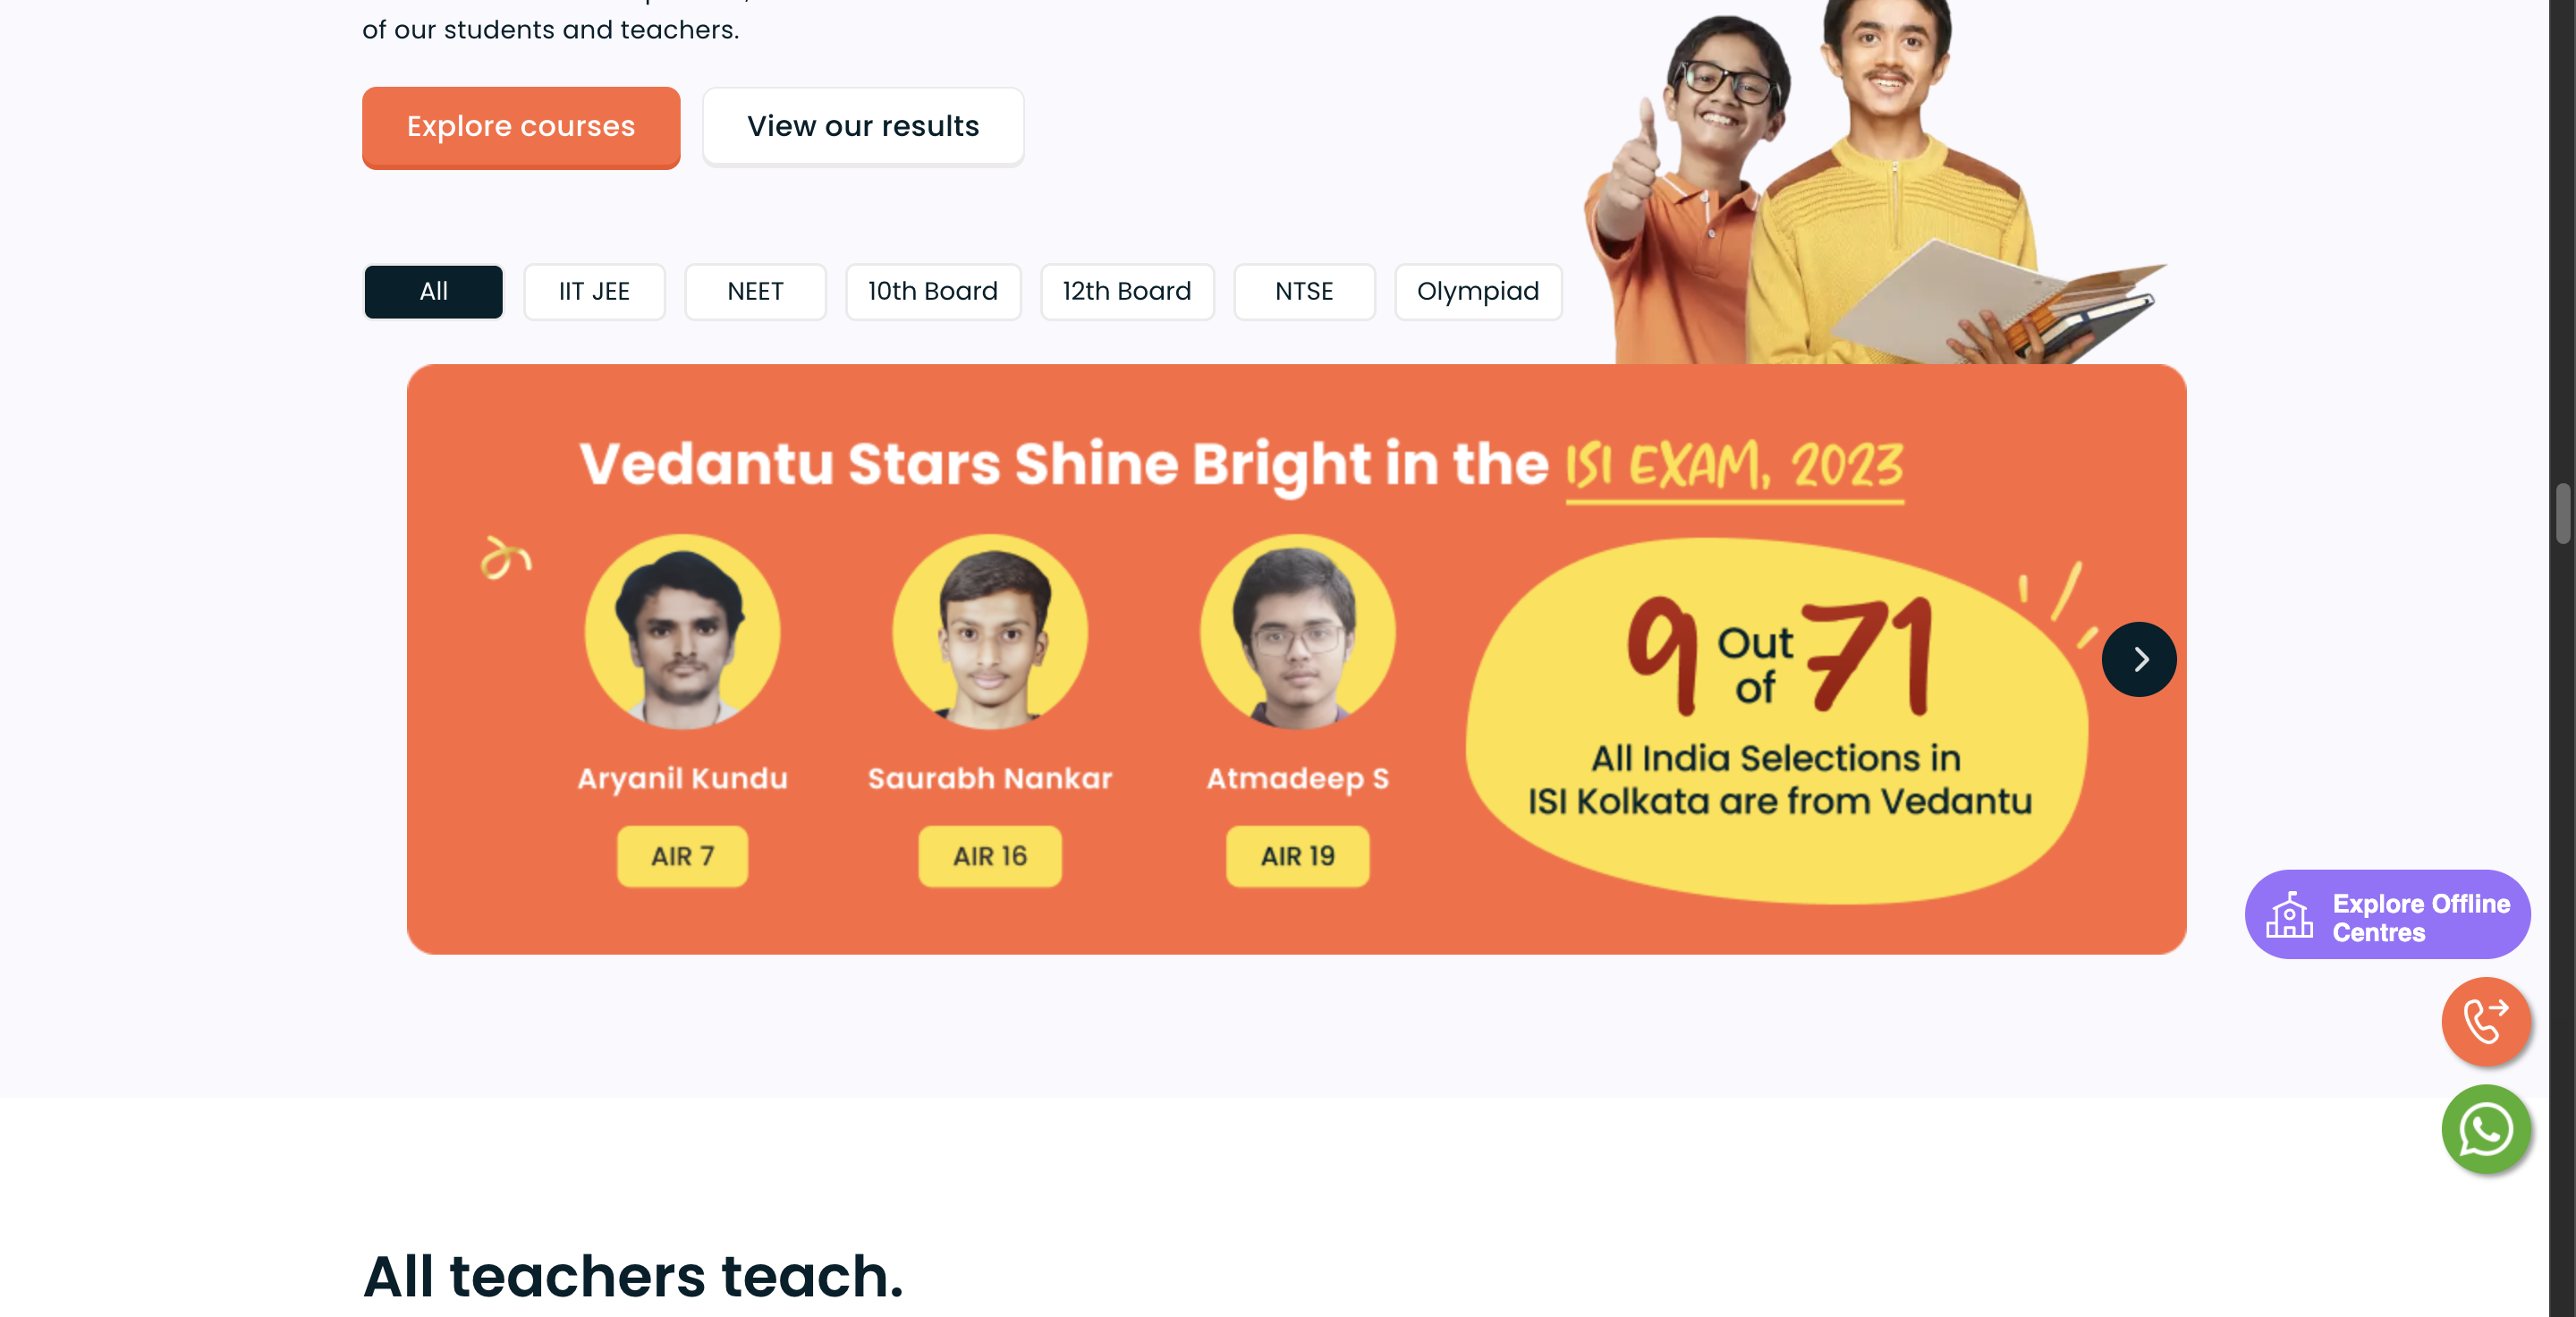 of our students and teachers.
Explore courses
View our results
All
IIT JEE
NEET
10th Board
12th Board
NTSE
Olympiad
Vedantu Stars Shine Bright in the ISI EXAM, 2023
Aryanil Kundu
AIR 7
Saurabh Nankar
AIR 16
Atmadeep S
AIR 19
9 Out of 71
All India Selections in
ISI Kolkata are from Vedantu
Explore Offline
Centres
All teachers teach.